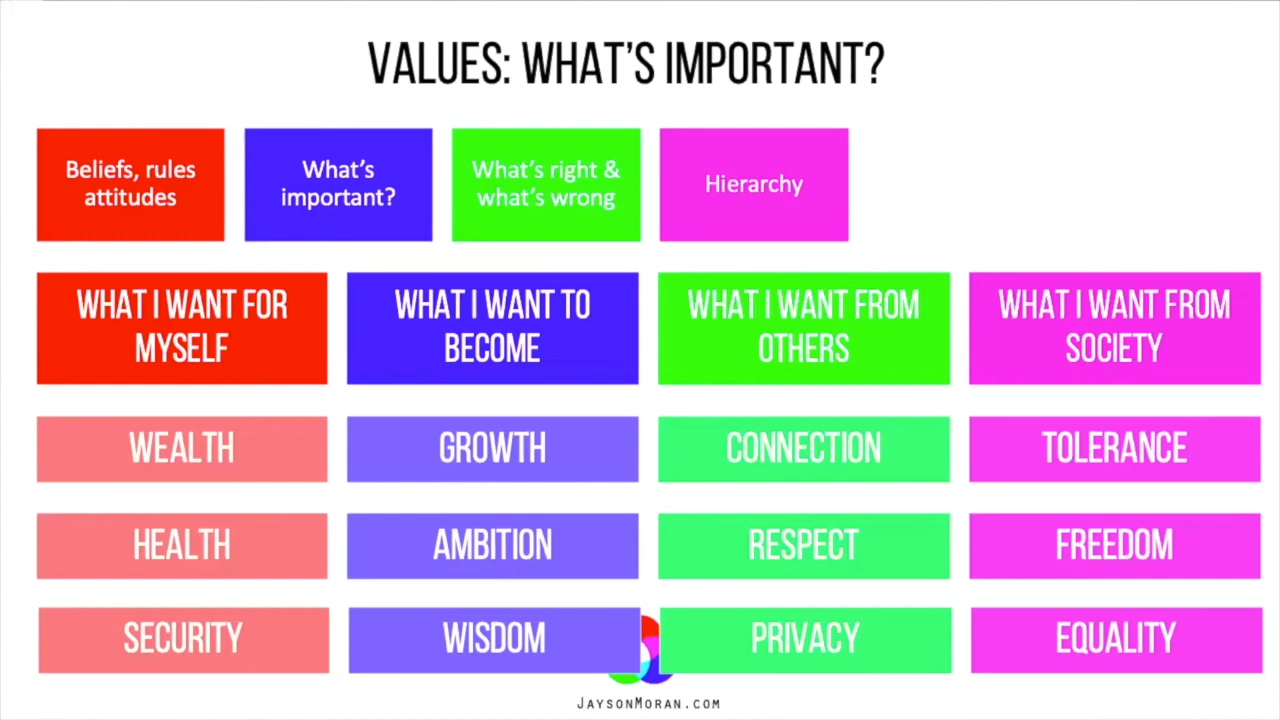 VALUES: WHAT'S IMPORTANT?
Beliefs, rules
attitudes
What's
important?
What's right &
what's wrong
Hierarchy
WHAT I WANT FOR
MYSELF
WHAT I WANT TO
BECOME
WHAT I WANT FROM
OTHERS
WHAT I WANT FROM
SOCIETY
WEALTH
GROWTH
CONNECTION
TOLERANCE
HEALTH
AMBITION
RESPECT
FREEDOM
SECURITY
WISDOM
PRIVACY
EQUALITY
JAYSONMORAN.COM